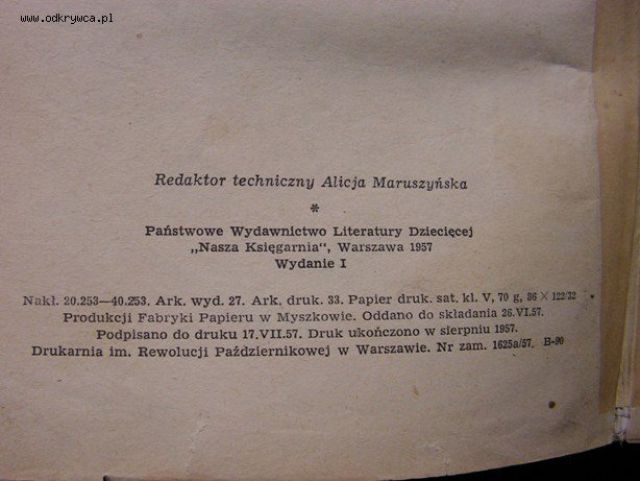 www.odkrywca.pl
Redaktor techniczny Alicja Maruszyńska
*
Państwowe Wydawnictwo Literatury Dziecięcej
„Nasza Księgarnia", Warszawa 1957
Wydanie I
Nakł. 20.253—40.253. Ark. wyd. 27. Ark. druk. 33. Papier druk. sat. kl. V, 70 g, 86 × 122/32
Produkcji Fabryki Papieru w Myszkowie. Oddano do składania 26.VI.57.
Podpisano do druku 17.VII.57. Druk ukończono w sierpniu 1957.
Drukarnia im. Rewolucji Październikowej w Warszawie. Nr zam. 1625a/57. B-90